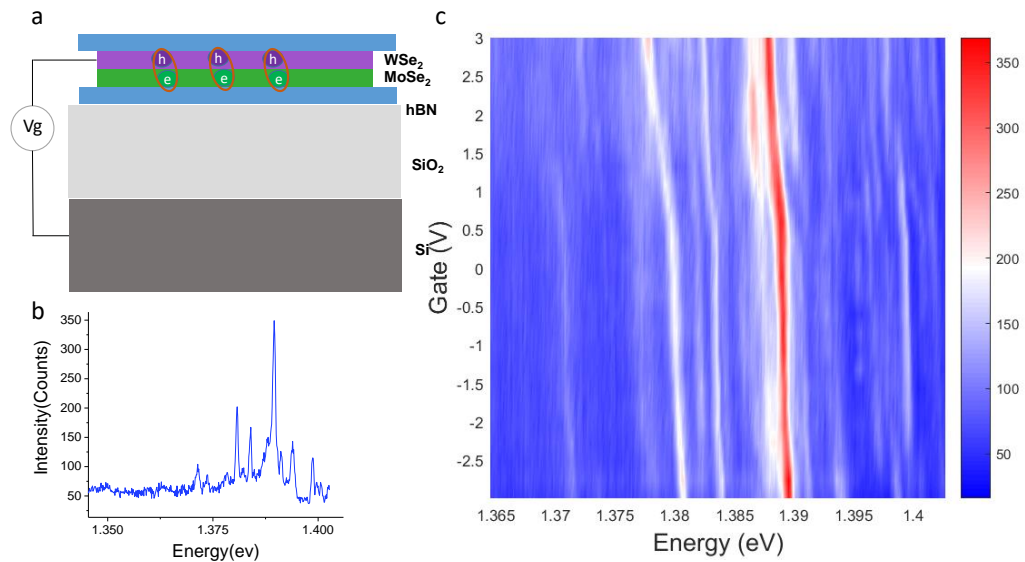 a
h
h
h
e
e
e
WSe2
MoSe2
hBN
Vg
SiO2
Si
b
350
300
250
200
150
100
50
1.350
1.375
1.400
Intensity(Counts)
Energy(ev)
c
3
2.5
2
1.5
1
0.5
0
-0.5
-1
-1.5
-2
-2.5
Gate (V)
1.365
1.37
1.375
1.38
1.385
1.39
1.395
1.4
Energy (eV)
350
300
250
200
150
100
50